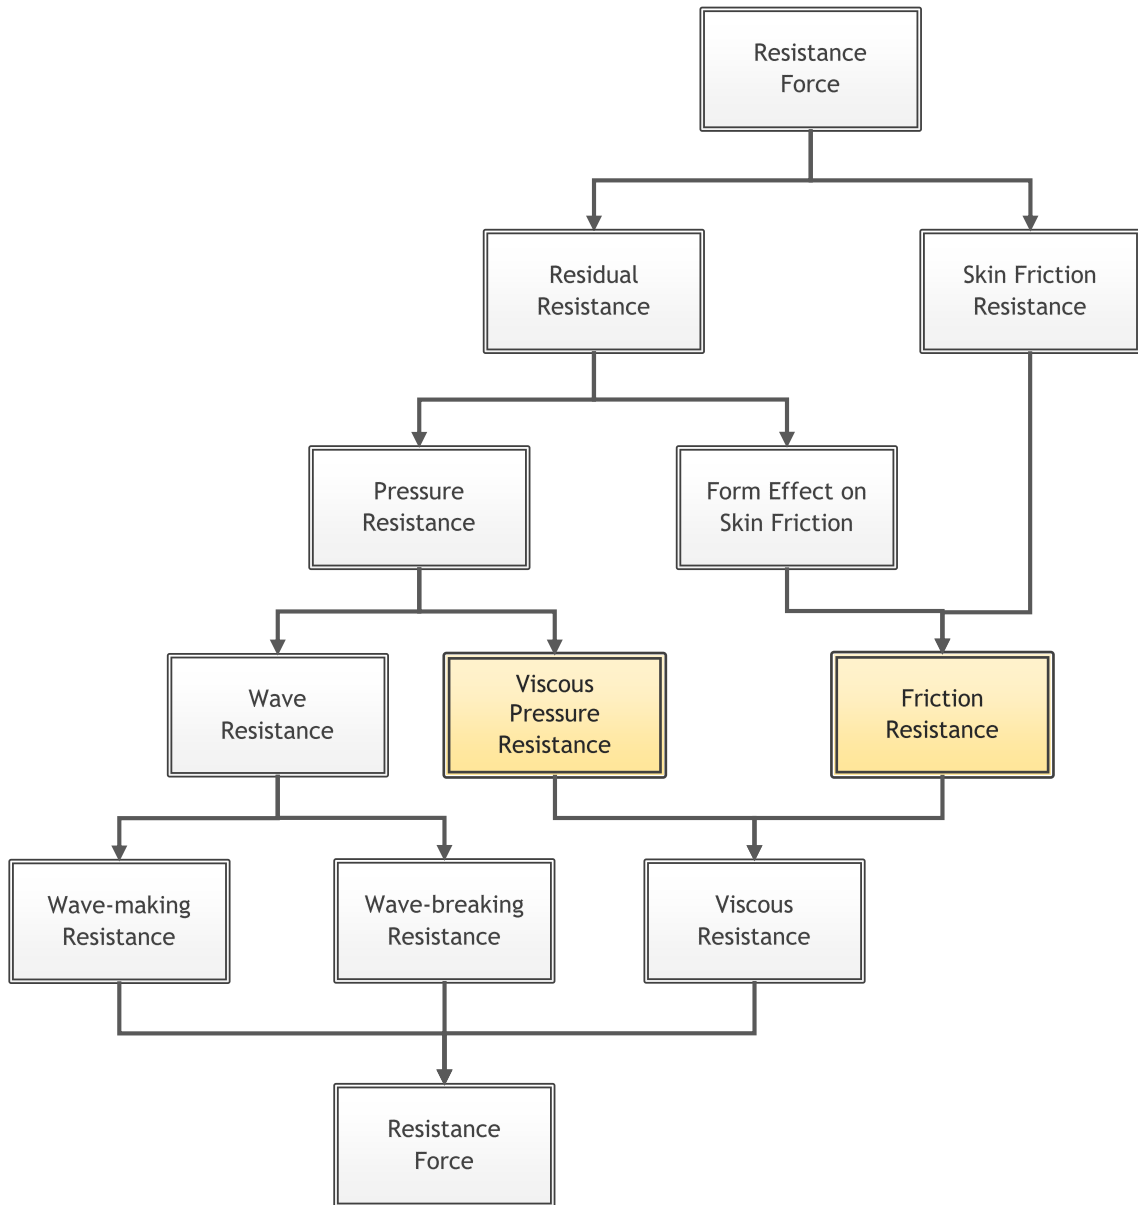 Resistance
Force
Residual
Resistance
Skin Friction
Resistance
Pressure
Resistance
Form Effect on
Skin Friction
Wave
Resistance
Viscous
Pressure
Resistance
Friction
Resistance
Wave-making
Resistance
Wave-breaking
Resistance
Viscous
Resistance
Resistance
Force